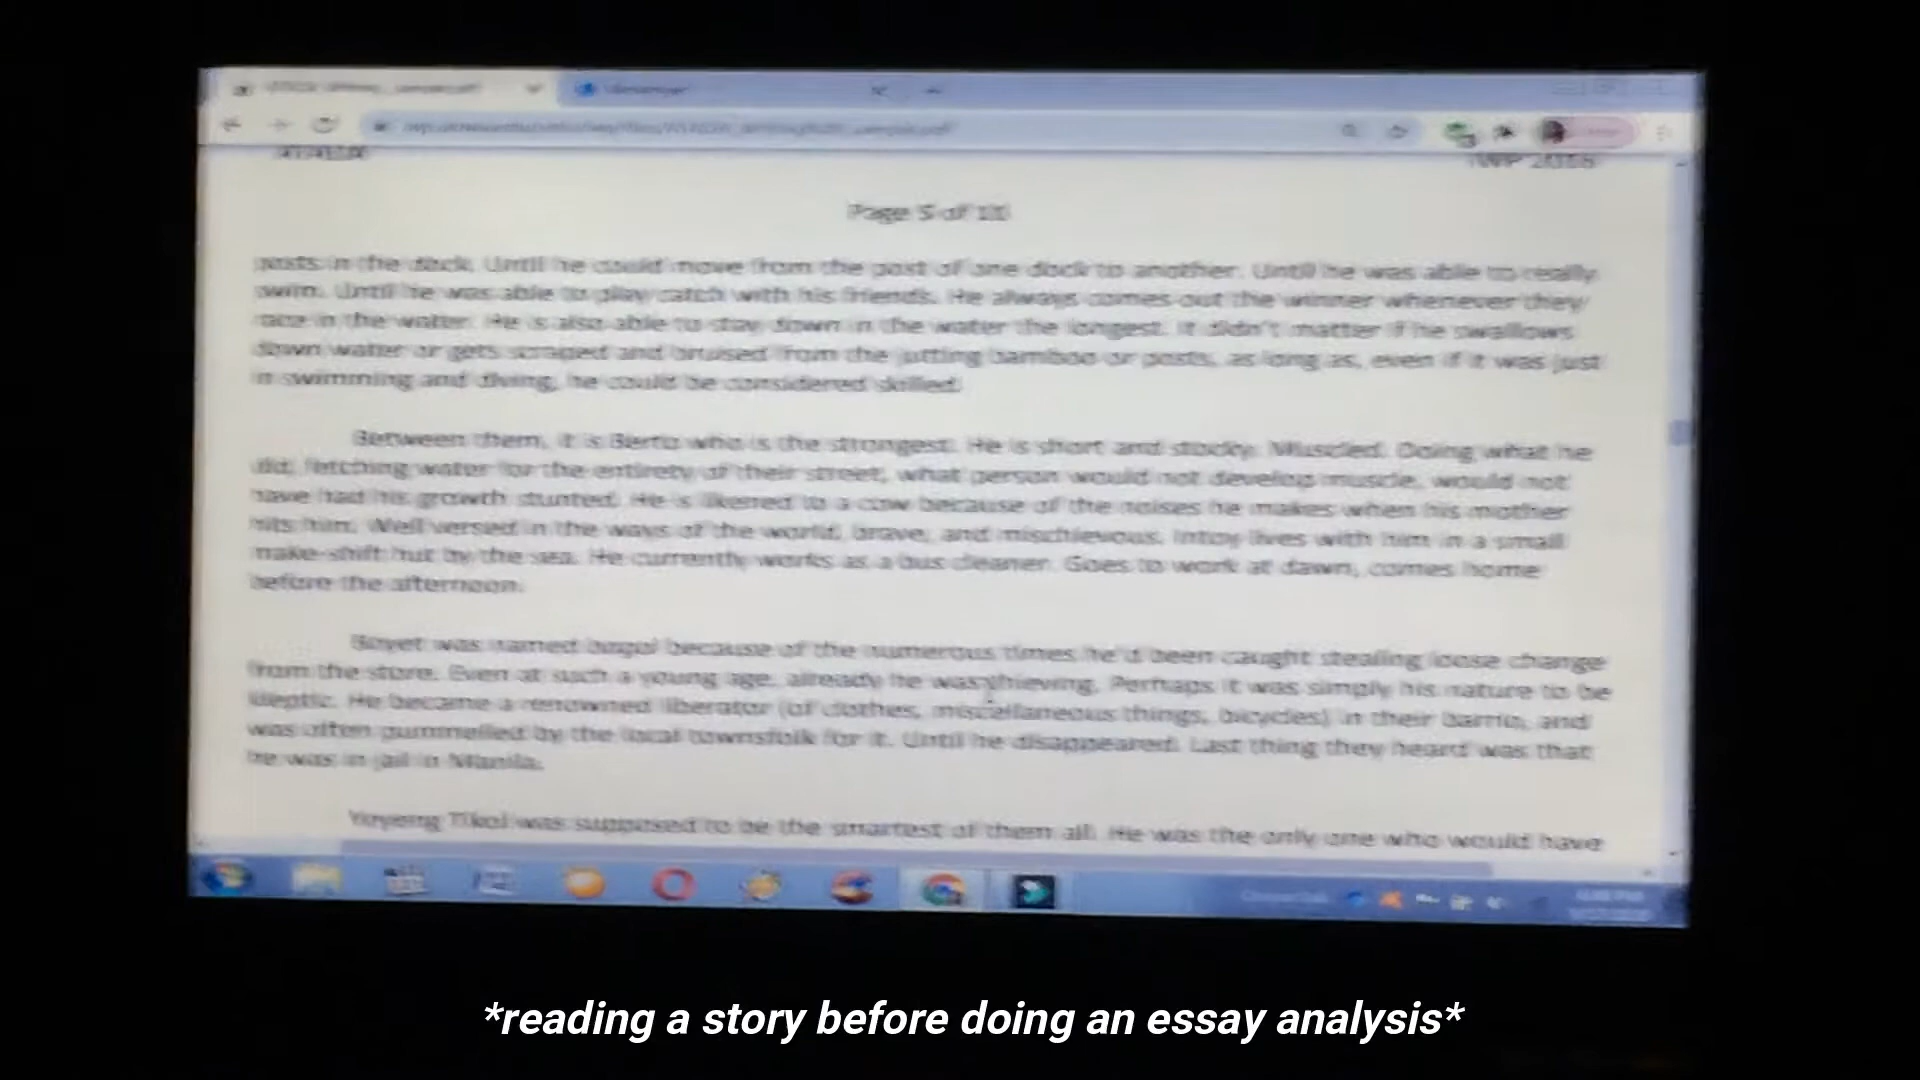 IWP 2016
Page 5 of 11
posts in the dock. Until he could move from the post of one dock to another. Until he was able to really
swim. Until he was able to play catch with his friends. He always comes out the winner whenever they
race in the water. He is also able to stay down in the water the longest. It didn't matter if he swallows
down water or gets scraped and bruised from the jutting bamboo or posts, as long as, even if it was just
in swimming and diving, he could be considered skilled.
Between them, it is Berto who is the strongest. He is short and stocky. Muscled. Doing what he
did, fetching water for the entirety of their street, what person would not develop muscle, would not
have had his growth stunted. He is likened to a cow because of the noises he makes when his mother
hits him. Well versed in the ways of the world, brave, and mischievous. Intoy lives with him in a small
make-shift hut by the sea. He currently works as a bus cleaner. Goes to work at dawn, comes home
before the afternoon.
Boyet was named bogol because of the numerous times he'd been caught stealing loose change
from the store. Even at such a young age, already he was thieving. Perhaps it was simply his nature to be
kleptic. He became a renowned liberator (of clothes, miscellaneous things, bicycles) in their barrio, and
was often pummelled by the local townsfolk for it. Until he disappeared. Last thing they heard was that
he was in jail in Manila.
Yoyeng Tikol was supposed to be the smartest of them all. He was the only one who would have
*reading a story before doing an essay analysis*